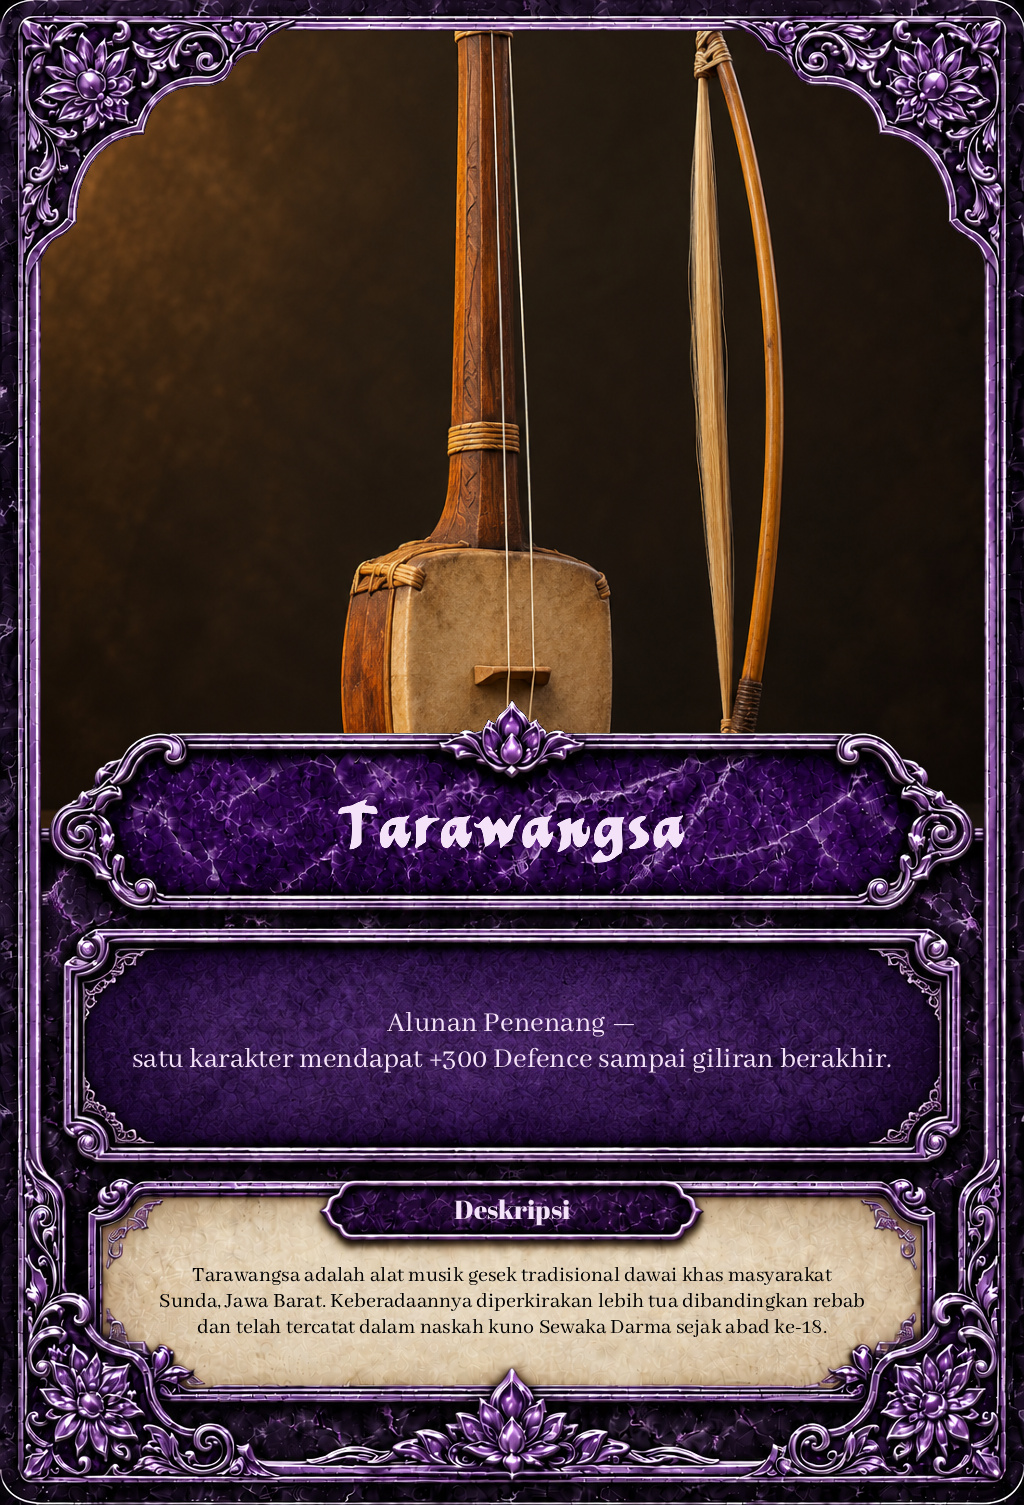 Tarawangsa
Alunan Penenang —
satu karakter mendapat +300 Defence sampai giliran berakhir.
Deskripsi
Tarawangsa adalah alat musik gesek tradisional dawai khas masyarakat
Sunda, Jawa Barat. Keberadaannya diperkirakan lebih tua dibandingkan rebab
dan telah tercatat dalam naskah kuno Sewaka Darma sejak abad ke-18.